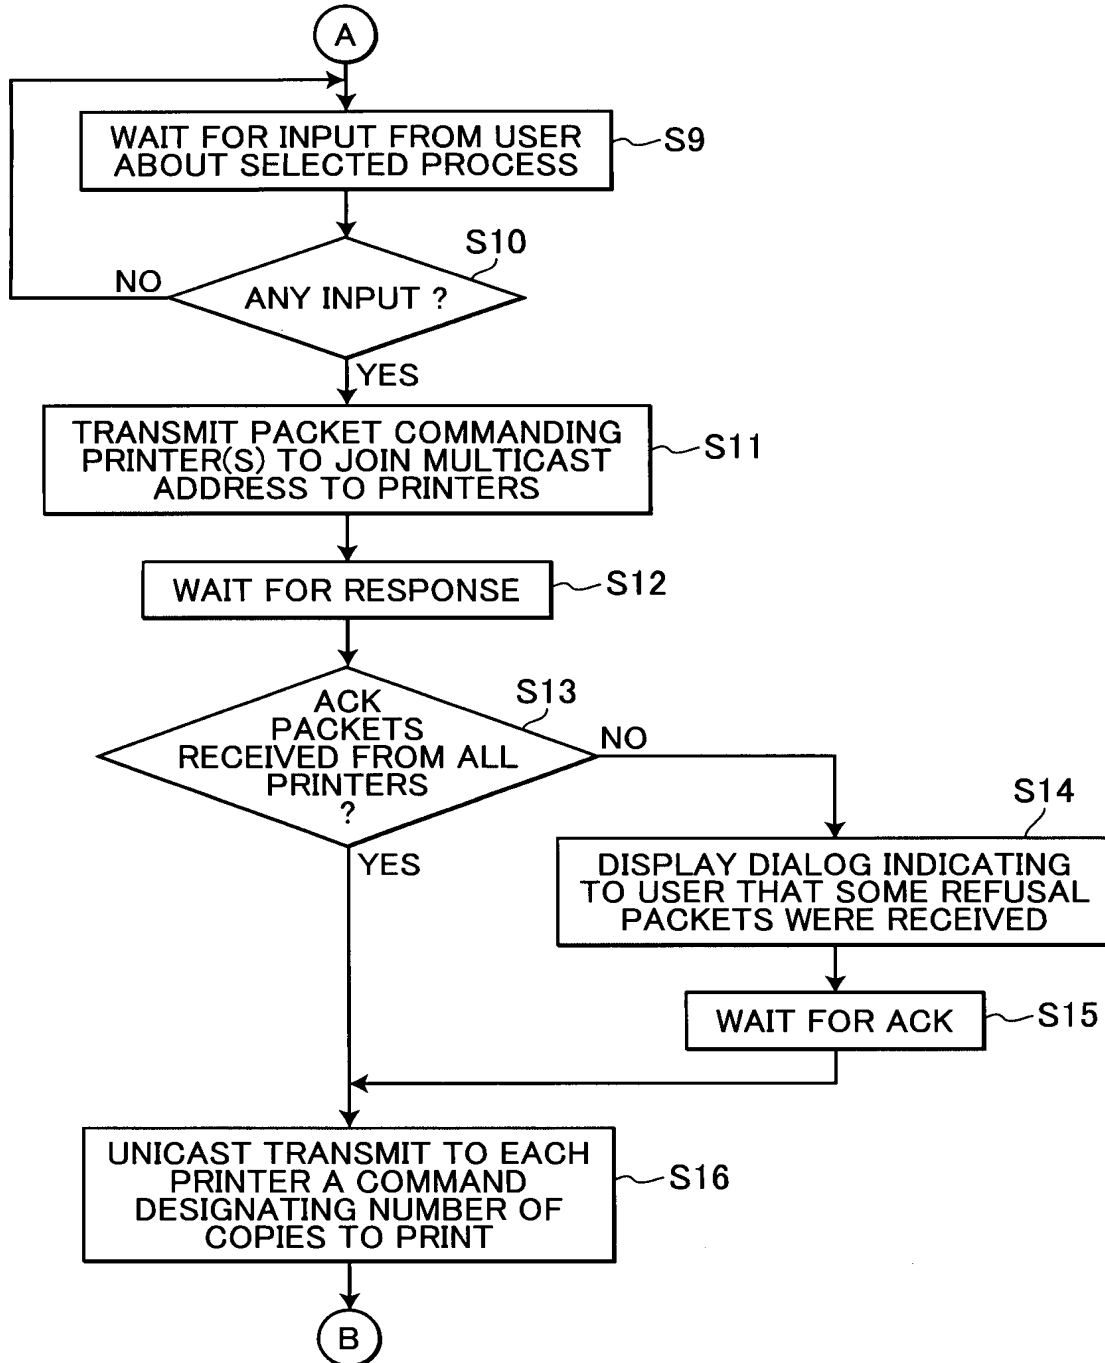 A
WAIT FOR INPUT FROM USER
ABOUT SELECTED PROCESS
S9
S10
NO
ANY INPUT ?
YES
TRANSMIT PACKET COMMANDING
PRINTER(S) TO JOIN MULTICAST
ADDRESS TO PRINTERS
S11
WAIT FOR RESPONSE
S12
S13
ACK
PACKETS
RECEIVED FROM ALL
PRINTERS
?
NO
YES
S14
DISPLAY DIALOG INDICATING
TO USER THAT SOME REFUSAL
PACKETS WERE RECEIVED
WAIT FOR ACK
S15
UNICAST TRANSMIT TO EACH
PRINTER A COMMAND
DESIGNATING NUMBER OF
COPIES TO PRINT
S16
B